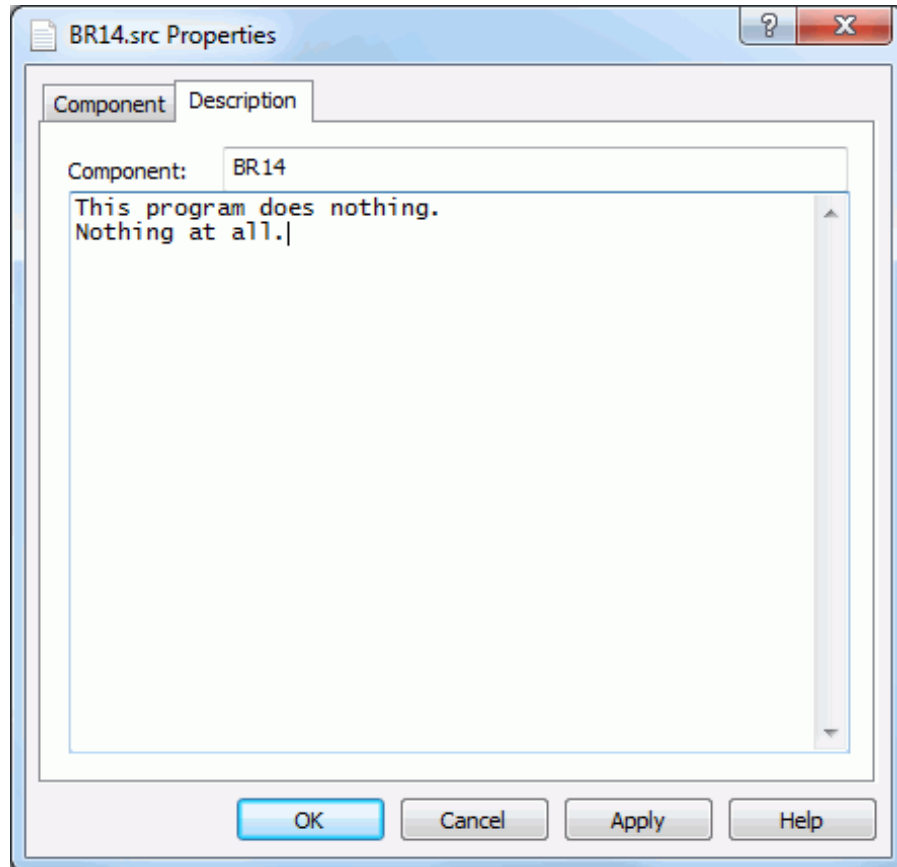 BR14.src Properties
Component
Description
Component:
BR14
This program does nothing.
Nothing at all.
OK
Cancel
Apply
Help